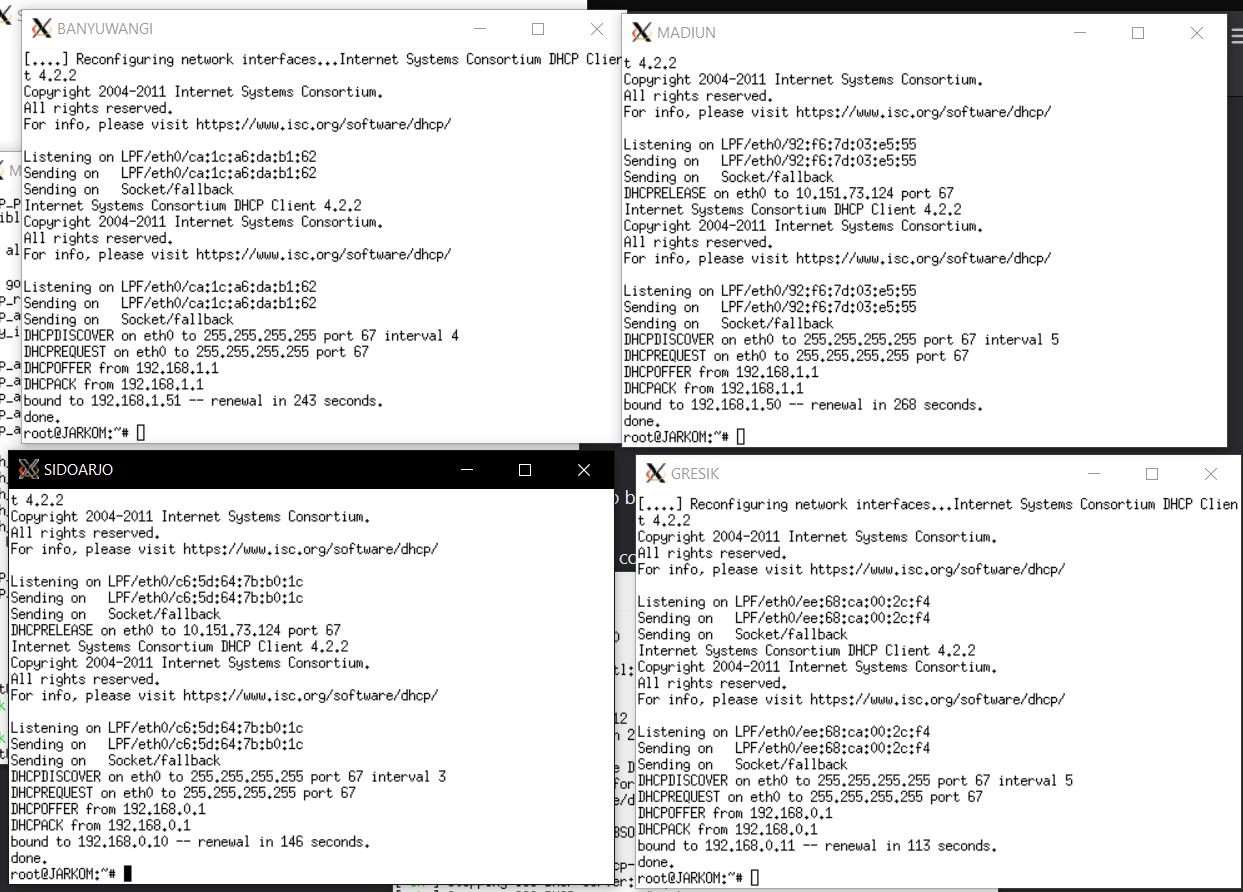 BANYUWANGI
[....] Reconfiguring network interfaces...Internet Systems Consortium DHCP Clien
t 4.2.2
Copyright 2004-2011 Internet Systems Consortium.
All rights reserved.
For info, please visit https://www.isc.org/software/dhcp/
Listening on LPF/eth0/ca:1c:a6:da:b1:62
Sending on   LPF/eth0/ca:1c:a6:da:b1:62
Sending on   Socket/fallback
Internet Systems Consortium DHCP Client 4.2.2
Copyright 2004-2011 Internet Systems Consortium.
All rights reserved.
For info, please visit https://www.isc.org/software/dhcp/
Listening on LPF/eth0/ca:1c:a6:da:b1:62
Sending on   LPF/eth0/ca:1c:a6:da:b1:62
Sending on   Socket/fallback
DHCPDISCOVER on eth0 to 255.255.255.255 port 67 interval 4
DHCPREQUEST on eth0 to 255.255.255.255 port 67
DHCPOFFER from 192.168.1.1
DHCPACK from 192.168.1.1
bound to 192.168.1.51 -- renewal in 243 seconds.
done.
root@JARKOM:~#
MADIUN
t 4.2.2
Copyright 2004-2011 Internet Systems Consortium.
All rights reserved.
For info, please visit https://www.isc.org/software/dhcp/
Listening on LPF/eth0/92:f6:7d:03:e5:55
Sending on   LPF/eth0/92:f6:7d:03:e5:55
Sending on   Socket/fallback
DHCPRELEASE on eth0 to 10.151.73.124 port 67
Internet Systems Consortium DHCP Client 4.2.2
Copyright 2004-2011 Internet Systems Consortium.
All rights reserved.
For info, please visit https://www.isc.org/software/dhcp/
Listening on LPF/eth0/92:f6:7d:03:e5:55
Sending on   LPF/eth0/92:f6:7d:03:e5:55
Sending on   Socket/fallback
DHCPDISCOVER on eth0 to 255.255.255.255 port 67 interval 5
DHCPREQUEST on eth0 to 255.255.255.255 port 67
DHCPOFFER from 192.168.1.1
DHCPACK from 192.168.1.1
bound to 192.168.1.50 -- renewal in 268 seconds.
done.
root@JARKOM:~#
SIDOARJO
t 4.2.2
Copyright 2004-2011 Internet Systems Consortium.
All rights reserved.
For info, please visit https://www.isc.org/software/dhcp/
Listening on LPF/eth0/c6:5d:64:7b:b0:1c
Sending on   LPF/eth0/c6:5d:64:7b:b0:1c
Sending on   Socket/fallback
DHCPRELEASE on eth0 to 10.151.73.124 port 67
Internet Systems Consortium DHCP Client 4.2.2
Copyright 2004-2011 Internet Systems Consortium.
All rights reserved.
For info, please visit https://www.isc.org/software/dhcp/
Listening on LPF/eth0/c6:5d:64:7b:b0:1c
Sending on   LPF/eth0/c6:5d:64:7b:b0:1c
Sending on   Socket/fallback
DHCPDISCOVER on eth0 to 255.255.255.255 port 67 interval 3
DHCPREQUEST on eth0 to 255.255.255.255 port 67
DHCPOFFER from 192.168.0.1
DHCPACK from 192.168.0.1
bound to 192.168.0.10 -- renewal in 146 seconds.
done.
root@JARKOM:~#
GRESIK
[....] Reconfiguring network interfaces...Internet Systems Consortium DHCP Clien
t 4.2.2
Copyright 2004-2011 Internet Systems Consortium.
All rights reserved.
For info, please visit https://www.isc.org/software/dhcp/
Listening on LPF/eth0/ee:68:ca:00:2c:f4
Sending on   LPF/eth0/ee:68:ca:00:2c:f4
Sending on   Socket/fallback
Internet Systems Consortium DHCP Client 4.2.2
Copyright 2004-2011 Internet Systems Consortium.
All rights reserved.
For info, please visit https://www.isc.org/software/dhcp/
Listening on LPF/eth0/ee:68:ca:00:2c:f4
Sending on   LPF/eth0/ee:68:ca:00:2c:f4
Sending on   Socket/fallback
DHCPDISCOVER on eth0 to 255.255.255.255 port 67 interval 5
DHCPREQUEST on eth0 to 255.255.255.255 port 67
DHCPOFFER from 192.168.0.1
DHCPACK from 192.168.0.1
bound to 192.168.0.11 -- renewal in 113 seconds.
done.
root@JARKOM:~#